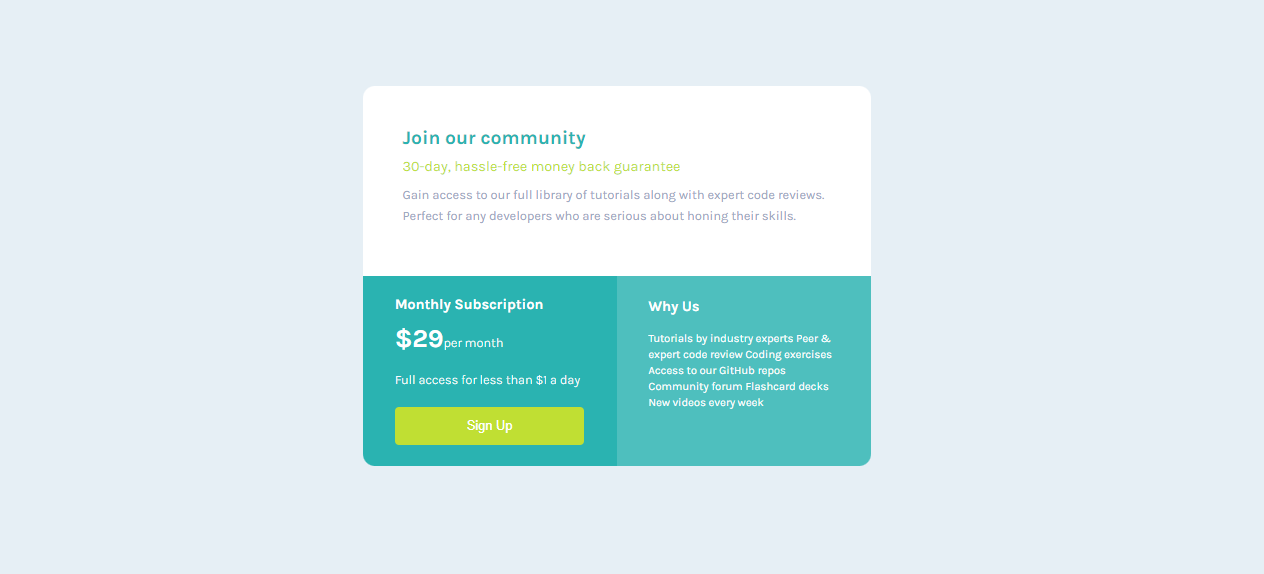 Join our community
30-day, hassle-free money back guarantee
Gain access to our full library of tutorials along with expert code reviews.
Perfect for any developers who are serious about honing their skills.
Monthly Subscription
$29per month
Full access for less than $1 a day
Sign Up
Why Us
Tutorials by industry experts Peer &
expert code review Coding exercises
Access to our GitHub repos
Community forum Flashcard decks
New videos every week